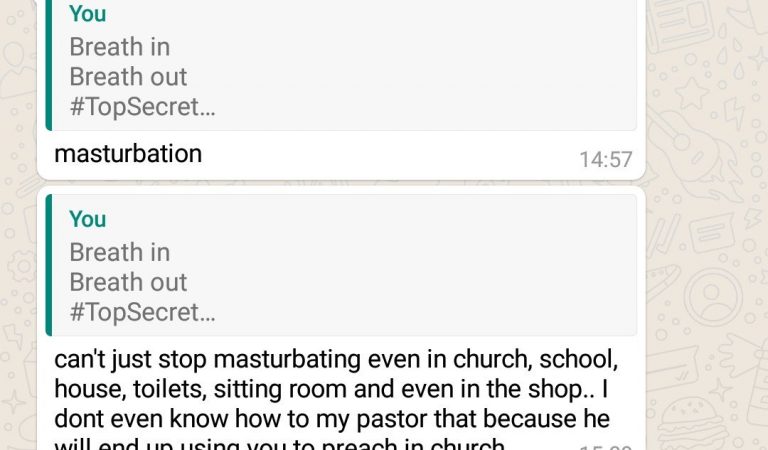 You
Breath in
Breath out
#TopSecret...
masturbation
14:57
You
Breath in
Breath out
#TopSecret...
can't just stop masturbating even in church, school,
house, toilets, sitting room and even in the shop.. I
dont even know how to my pastor that because he
will end up using you to preach in church